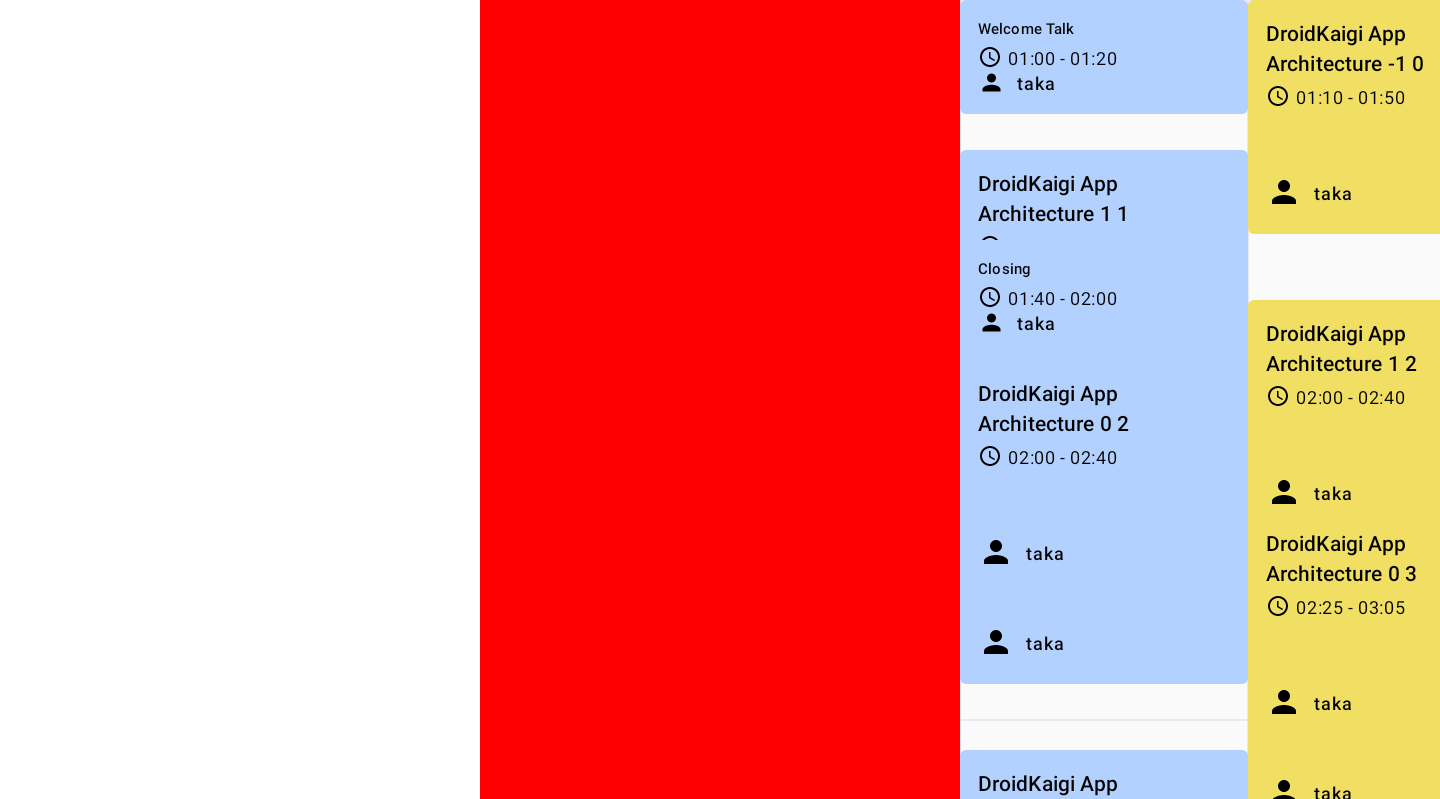 Welcome Talk
01:00 - 01:20
taka
DroidKaigi App
Architecture 1 1
Closing
01:40 - 02:00
taka
DroidKaigi App
Architecture 0 2
02:00 - 02:40
taka
taka
DroidKaigi App
DroidKaigi App
Architecture -1 0
01:10 - 01:50
taka
DroidKaigi App
Architecture 1 2
02:00 - 02:40
taka
DroidKaigi App
Architecture 0 3
02:25 - 03:05
taka
taka